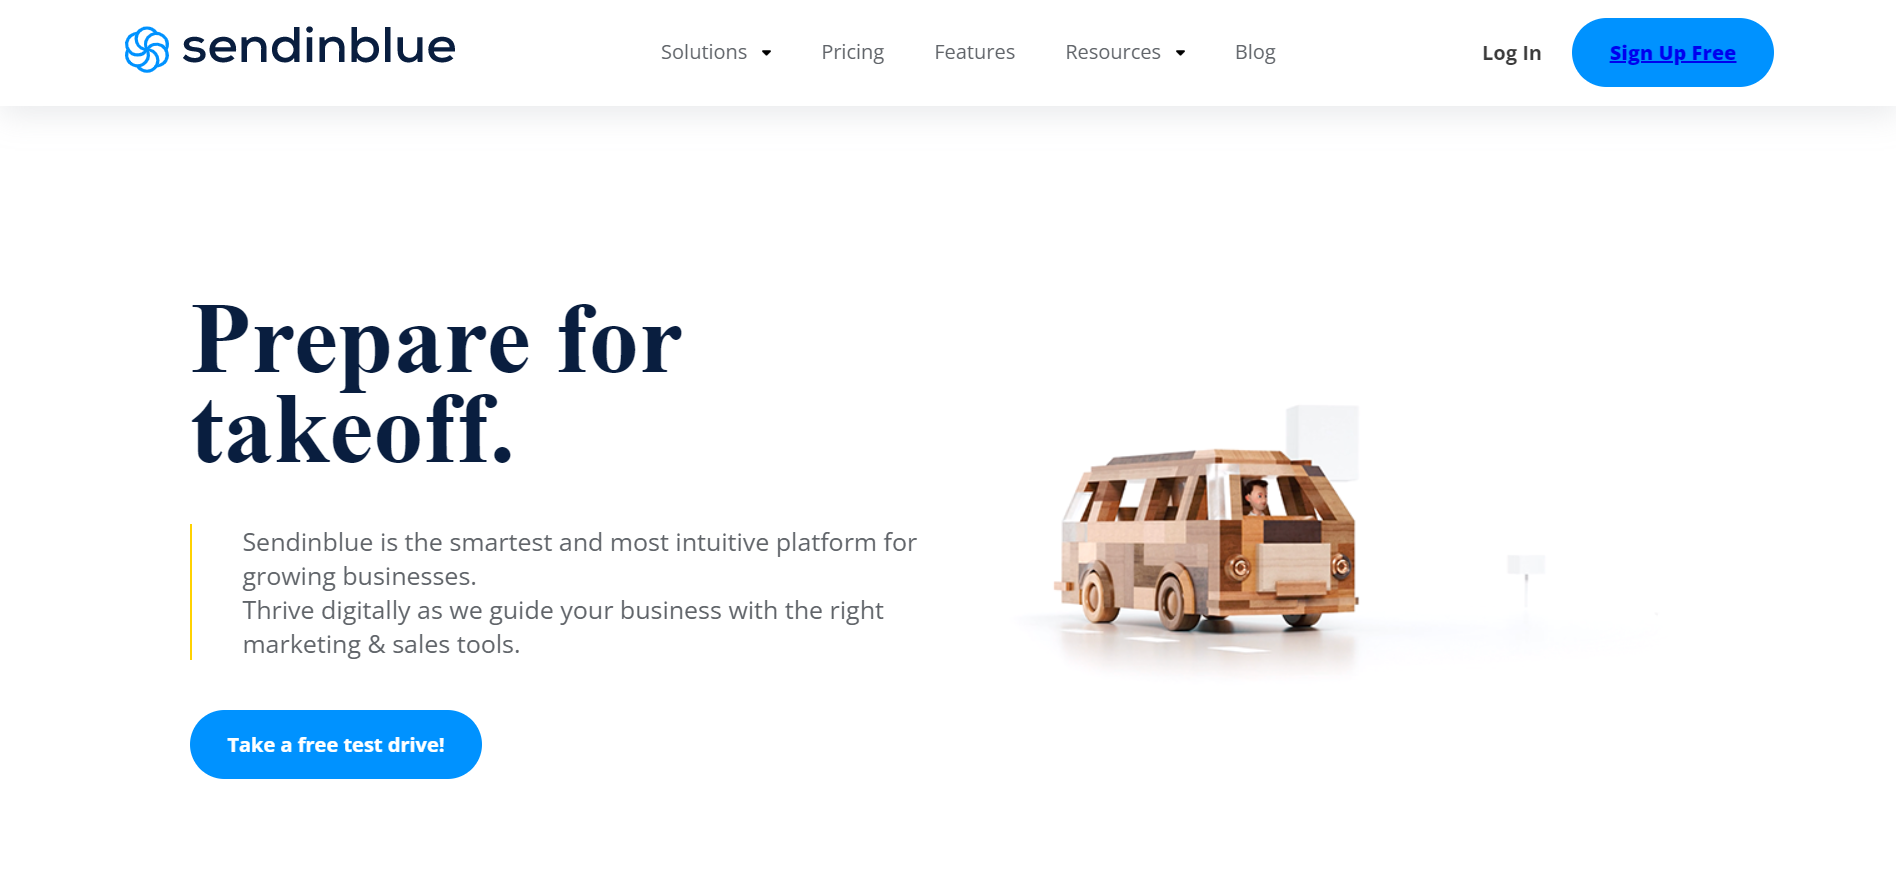 sendinblue
Solutions
Pricing
Features
Resources
Blog
Log In
Sign Up Free
Prepare for
takeoff.
Sendinblue is the smartest and most intuitive platform for
growing businesses.
Thrive digitally as we guide your business with the right
marketing & sales tools.
Take a free test drive!